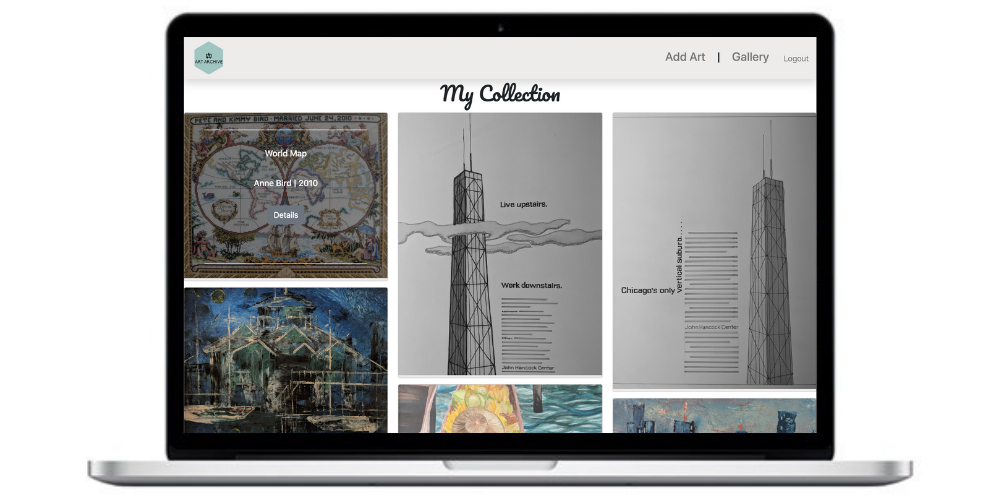 ART ARCHIVE
Add Art | Gallery Logout
My Collection
PETE AND KIMMY BIRD · MARRIED JUNE 24, 2010
World Map
Anne Bird | 2010
Details
Live upstairs.
Work downstairs.
John Hancock Center
Chicago's only
vertical suburb....
John Hancock Center